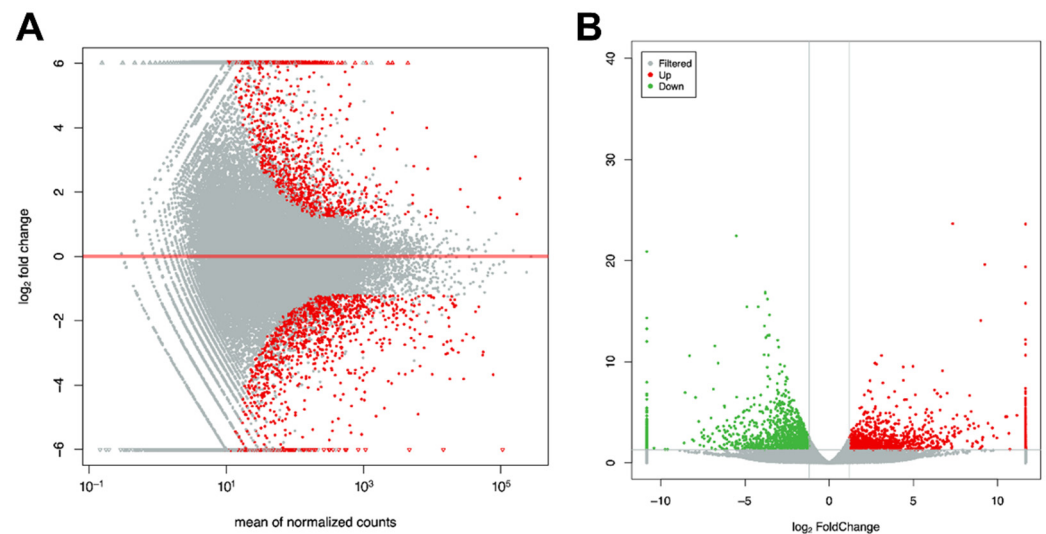 A
6
4
2
0
−2
−4
−6
log2 fold change
10−1
101
103
105
mean of normalized counts
B
Filtered
Up
Down
40
30
20
10
0
−10
−5
0
5
10
log2 FoldChange